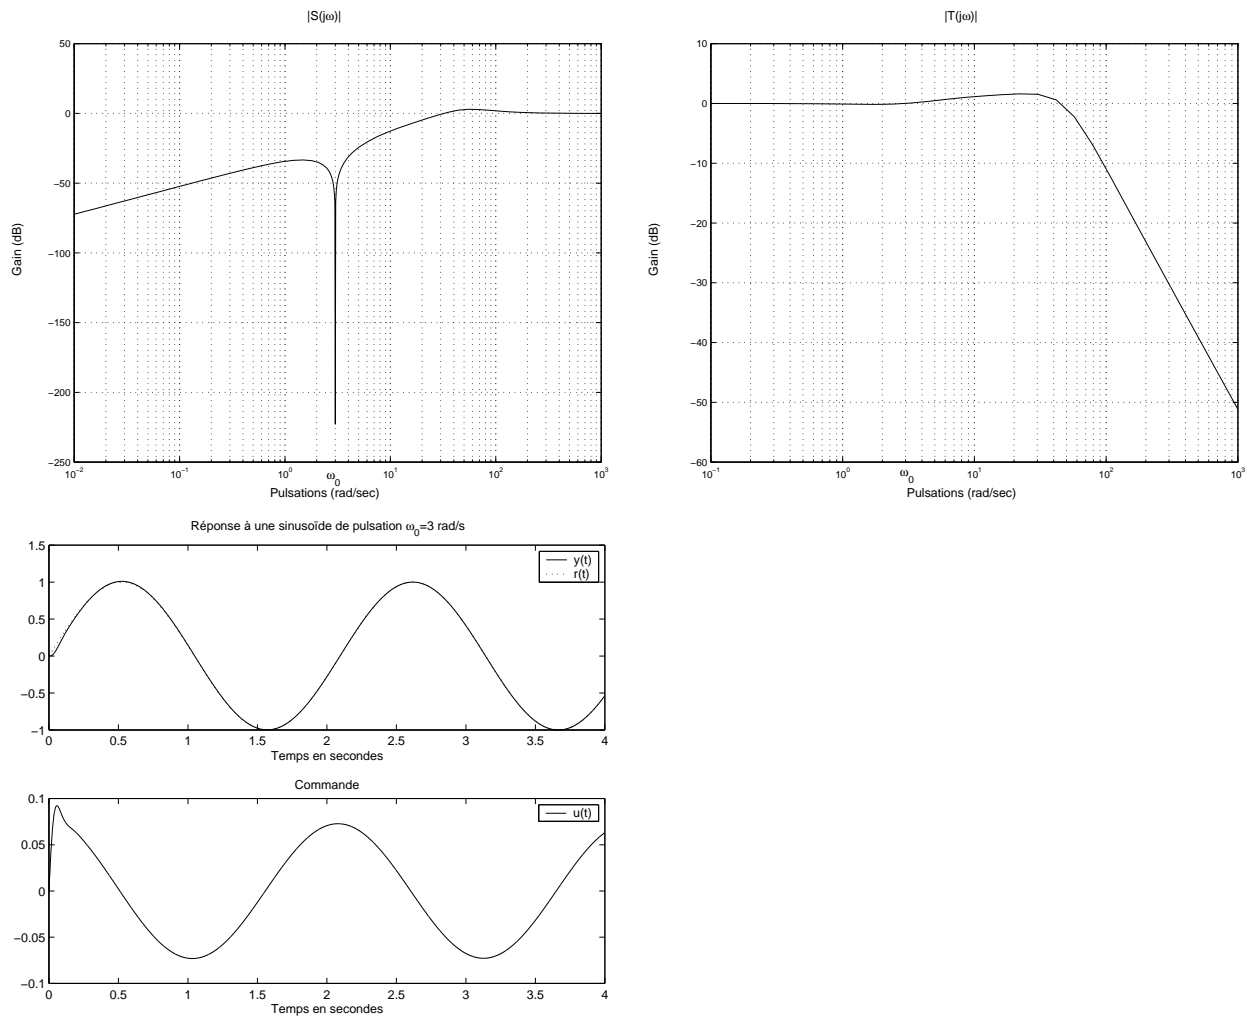 |S(jω)|
50
0
−50
−100
−150
−200
−250
Gain (dB)
10⁻² 10⁻¹ 10⁰ 10¹ 10² 10³
ω₀
Pulsations (rad/sec)
|T(jω)|
10
0
−10
−20
−30
−40
−50
−60
Gain (dB)
10⁻¹ 10⁰ 10¹ 10² 10³
ω₀
Pulsations (rad/sec)
Réponse à une sinusoïde de pulsation ω₀=3 rad/s
1.5
1
0.5
0
−0.5
−1
y(t)
r(t)
0 0.5 1 1.5 2 2.5 3 3.5 4
Temps en secondes
Commande
0.1
0.05
0
−0.05
−0.1
u(t)
0 0.5 1 1.5 2 2.5 3 3.5 4
Temps en secondes